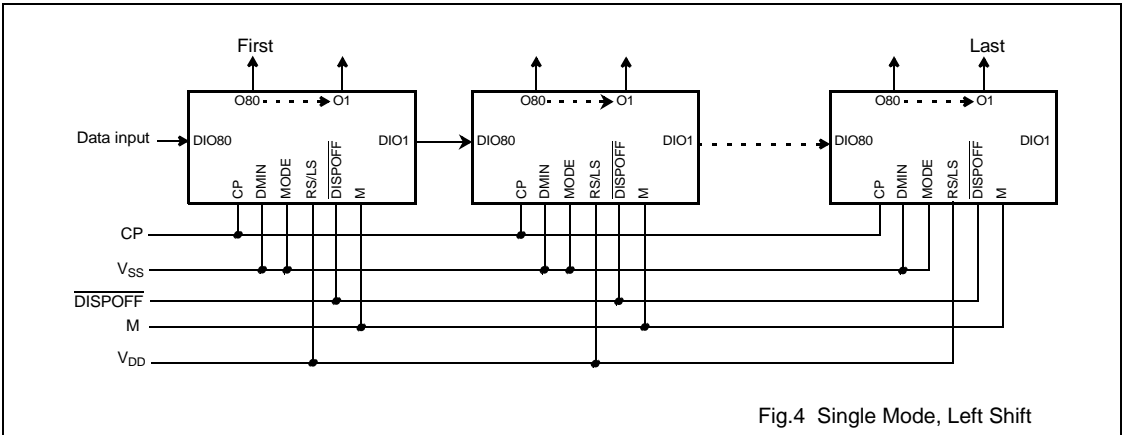 First Last
O80 O1 O80 O1 O80 O1
Data input DIO80 DIO1 DIO80 DIO1 DIO80 DIO1
CP DMIN MODE RS/LS DISPOFF M CP DMIN MODE RS/LS DISPOFF M CP DMIN MODE RS/LS DISPOFF M
CP
VSS
DISPOFF
M
VDD
Fig.4 Single Mode, Left Shift